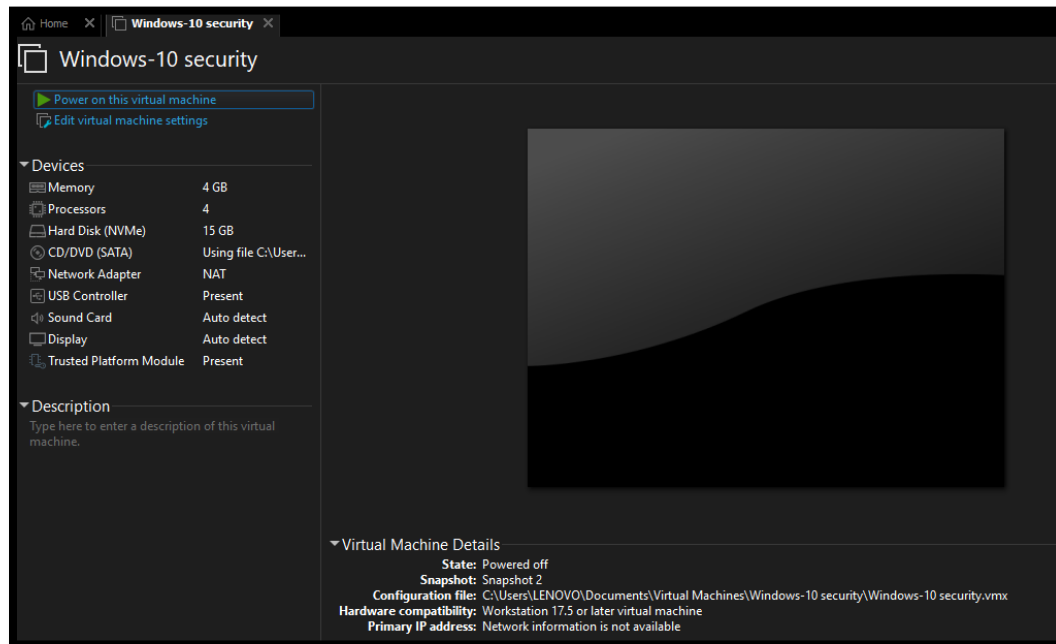 Home
Windows-10 security
Windows-10 security
Power on this virtual machine
Edit virtual machine settings
Devices
Memory 4 GB
Processors 4
Hard Disk (NVMe) 15 GB
CD/DVD (SATA) Using file C:\User...
Network Adapter NAT
USB Controller Present
Sound Card Auto detect
Display Auto detect
Trusted Platform Module Present
Description
Type here to enter a description of this virtual
machine.
Virtual Machine Details
State: Powered off
Snapshot: Snapshot 2
Configuration file: C:\Users\LENOVO\Documents\Virtual Machines\Windows-10 security\Windows-10 security.vmx
Hardware compatibility: Workstation 17.5 or later virtual machine
Primary IP address: Network information is not available